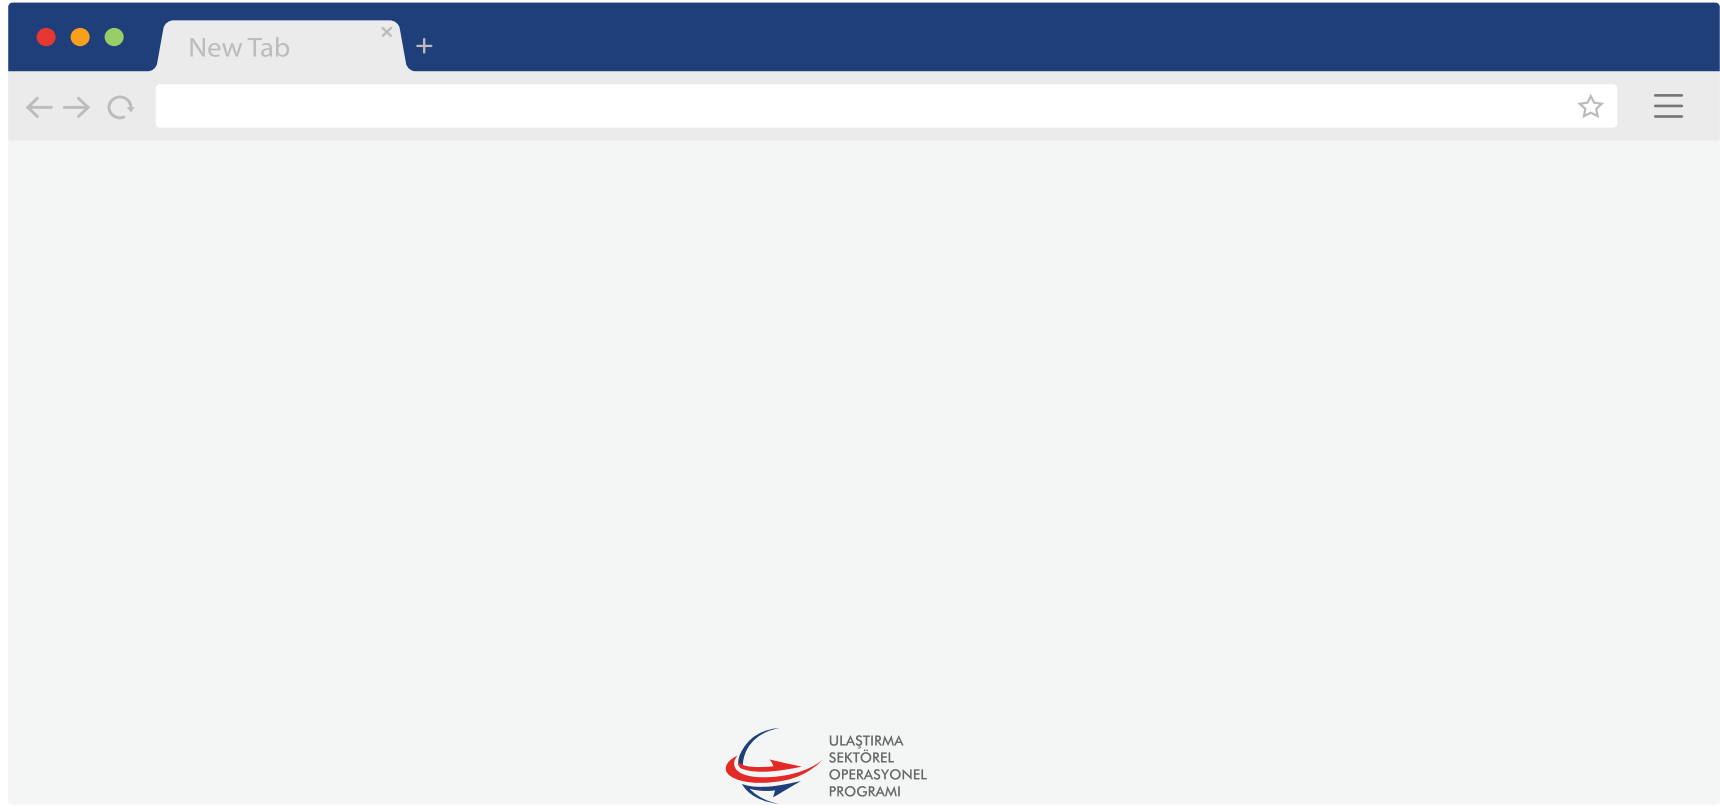 New Tab
ULAŞTIRMA
SEKTÖREL
OPERASYONEL
PROGRAMI